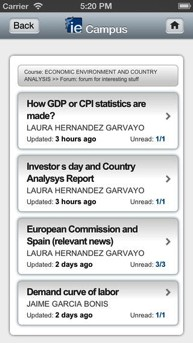 Carrier
5:20 PM
Back
ie Campus
Course: ECONOMIC ENVIRONMENT AND COUNTRY
ANALYSIS >> Forum: forum for interesting stuff
How GDP or CPI statistics are
made?
LAURA HERNANDEZ GARVAYO
Updated: 3 hours ago Unread: 1/1
Investor s day and Country
Analysys Report
LAURA HERNANDEZ GARVAYO
Updated: 3 hours ago Unread: 1/1
European Commission and
Spain (relevant news)
LAURA HERNANDEZ GARVAYO
Updated: 2 days ago Unread: 3/3
Demand curve of labor
JAIME GARCIA BONIS
Updated: 2 days ago Unread: 1/1